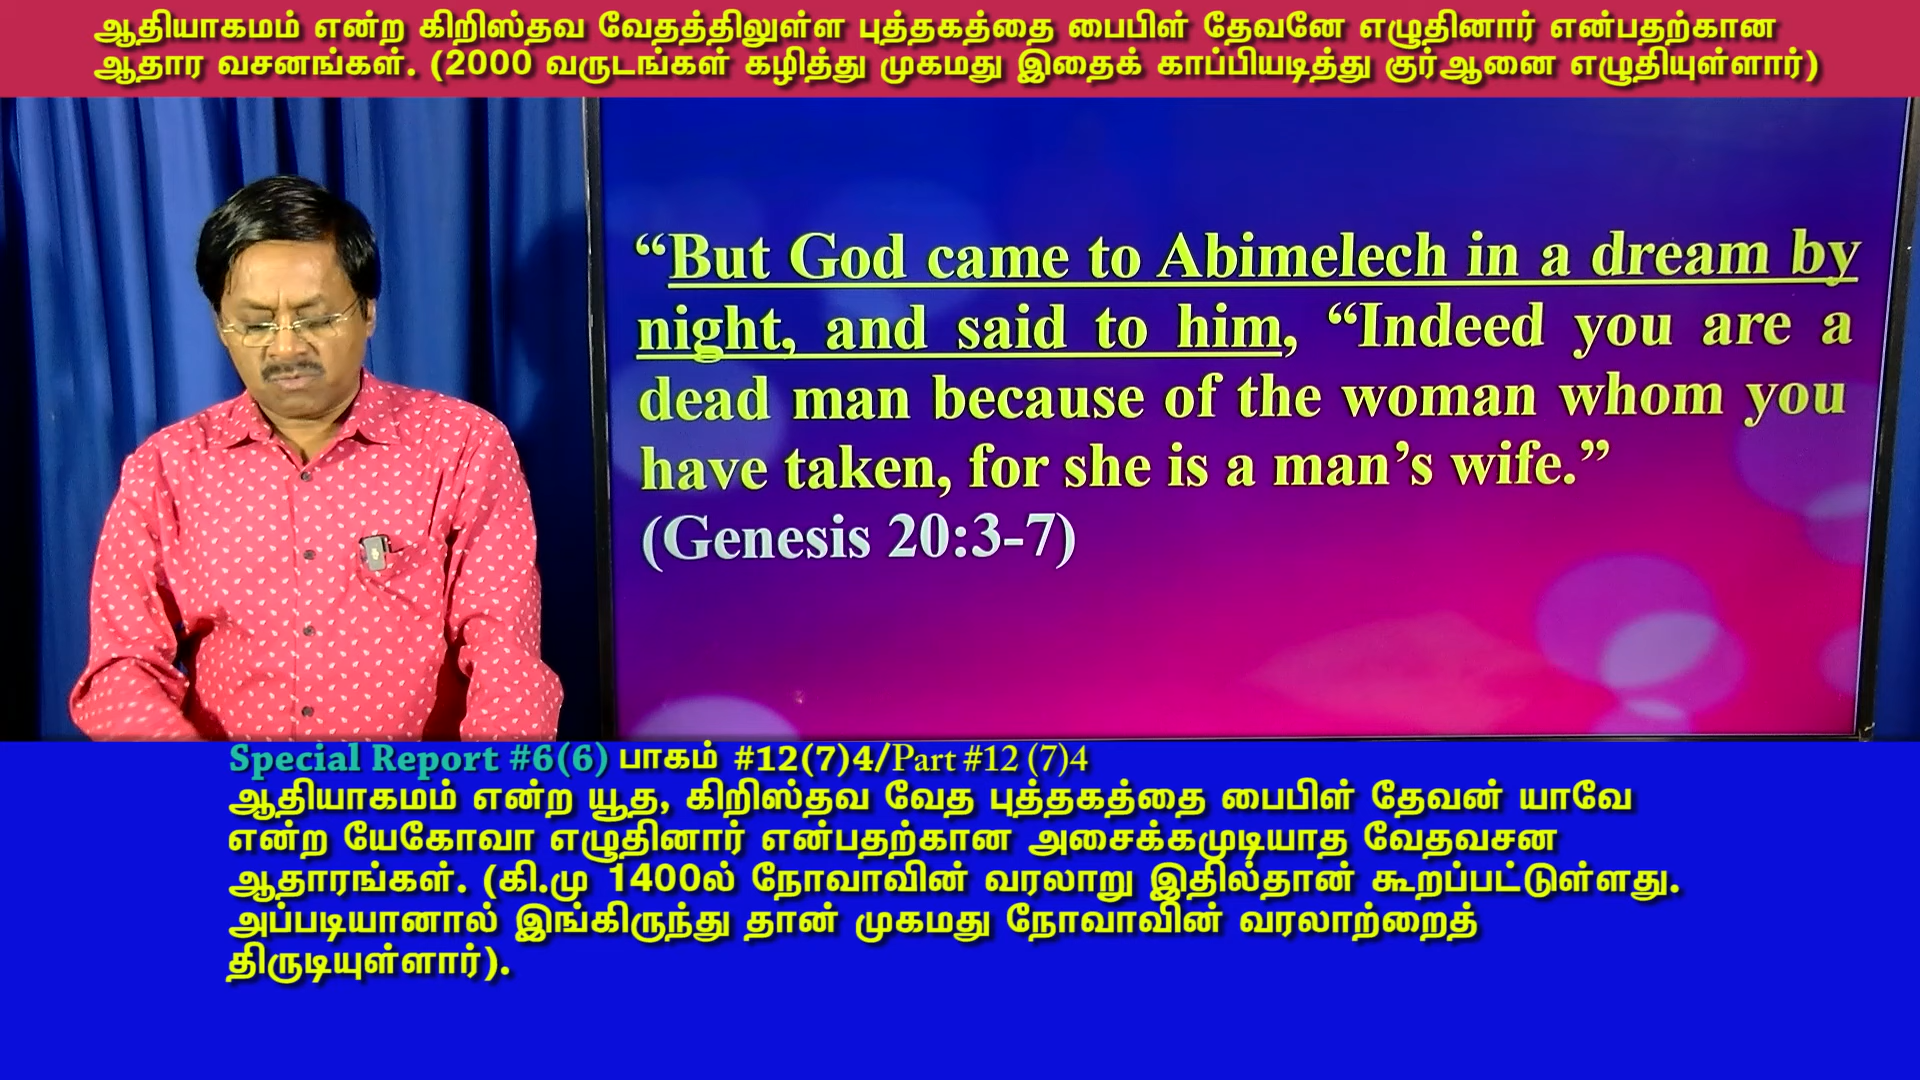 ஆதியாகமம் என்ற கிறிஸ்தவ வேதத்திலுள்ள புத்தகத்தை பைபிள் தேவனே எழுதினார் என்பதற்கான
ஆதார வசனங்கள். (2000 வருடங்கள் கழித்து முகமது இதைக் காப்பியடித்து குர்ஆனை எழுதியுள்ளார்)
“But God came to Abimelech in a dream by
night, and said to him, “Indeed you are a
dead man because of the woman whom you
have taken, for she is a man’s wife.”
(Genesis 20:3-7)
Special Report #6(6) பாகம் #12(7)4/Part #12 (7)4
ஆதியாகமம் என்ற யூத, கிறிஸ்தவ வேத புத்தகத்தை பைபிள் தேவன் யாவே
என்ற யேகோவா எழுதினார் என்பதற்கான அசைக்கமுடியாத வேதவசன
ஆதாரங்கள். (கி.மு 1400ல் நோவாவின் வரலாறு இதில்தான் கூறப்பட்டுள்ளது.
அப்படியானால் இங்கிருந்து தான் முகமது நோவாவின் வரலாற்றைத்
திருடியுள்ளார்).